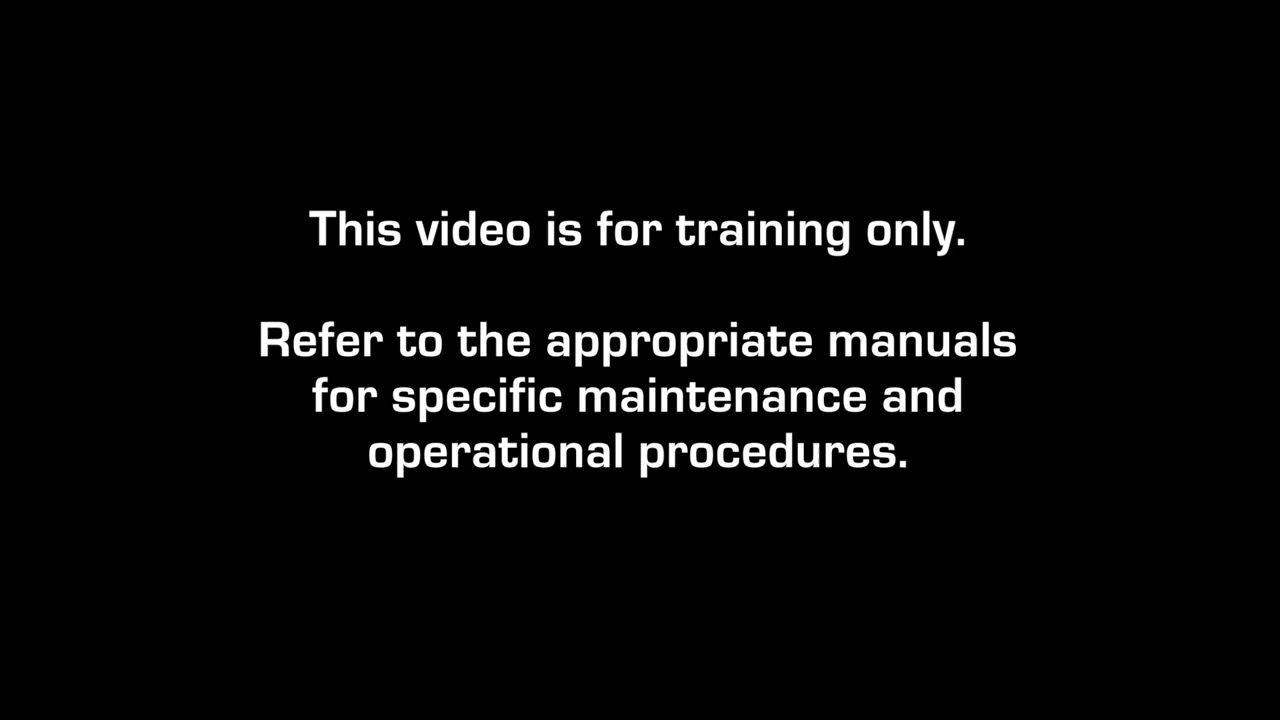 This video is for training only.
Refer to the appropriate manuals
for specific maintenance and
operational procedures.